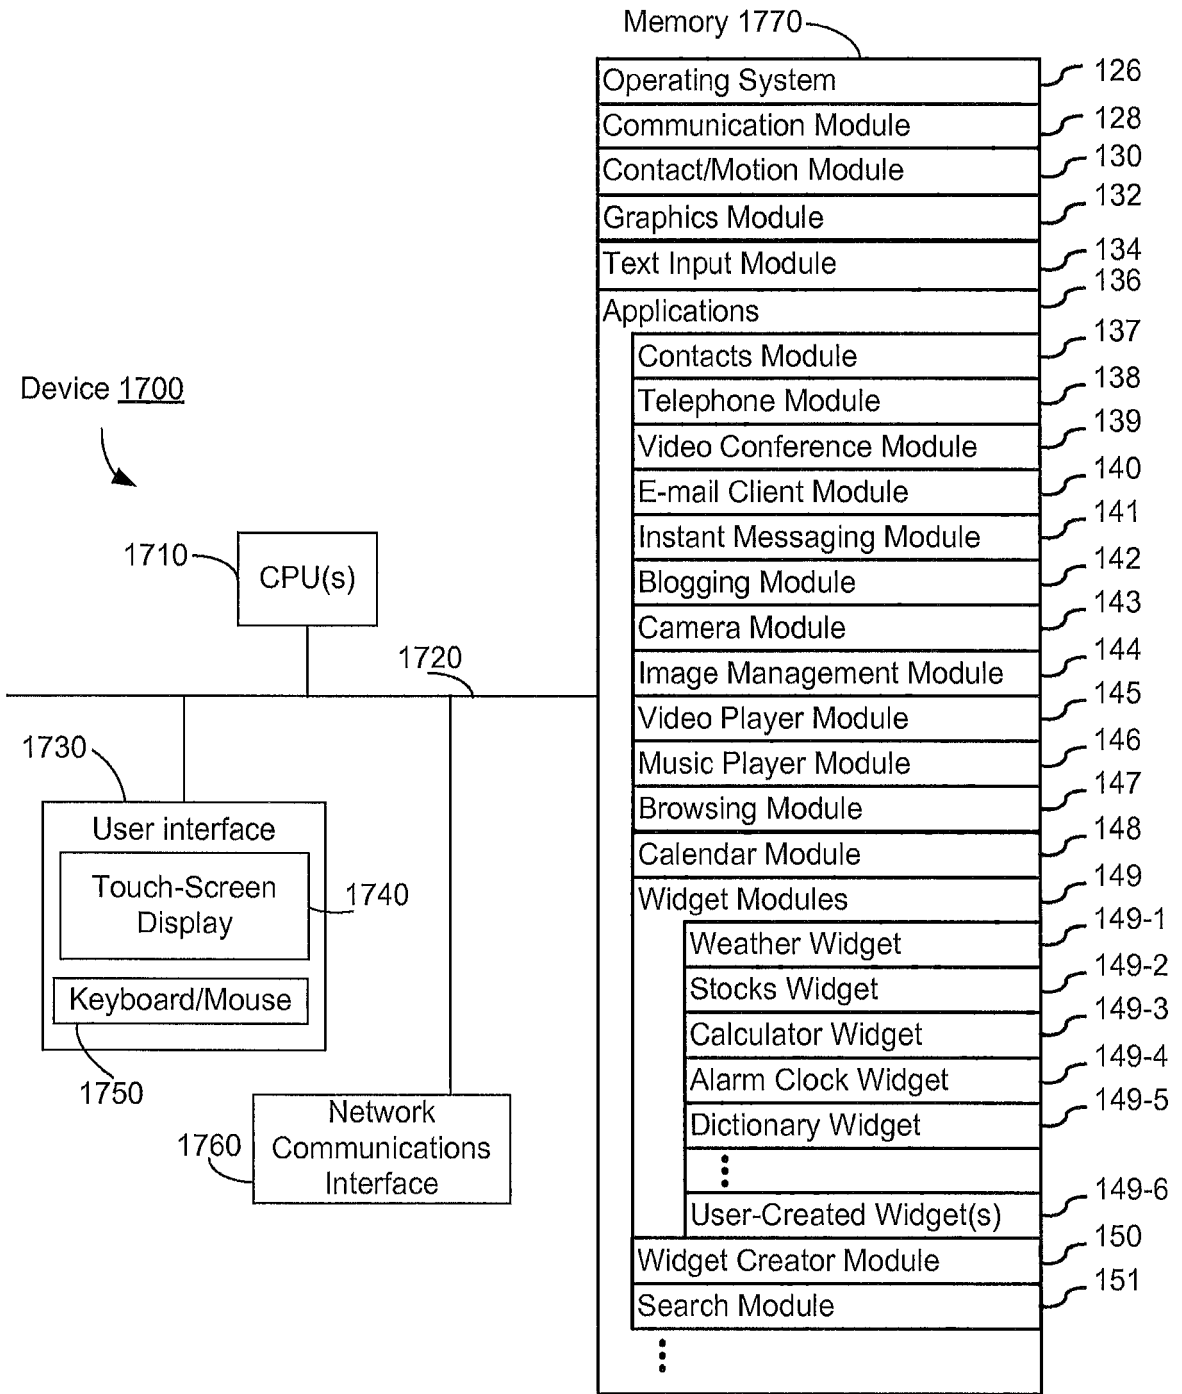 Memory 1770
Operating System 126
Communication Module 128
Contact/Motion Module 130
Graphics Module 132
Text Input Module 134
Applications 136
Contacts Module 137
Telephone Module 138
Video Conference Module 139
E-mail Client Module 140
Instant Messaging Module 141
Blogging Module 142
Camera Module 143
Image Management Module 144
Video Player Module 145
Music Player Module 146
Browsing Module 147
Calendar Module 148
Widget Modules 149
Weather Widget 149-1
Stocks Widget 149-2
Calculator Widget 149-3
Alarm Clock Widget 149-4
Dictionary Widget 149-5
User-Created Widget(s) 149-6
Widget Creator Module 150
Search Module 151
Device 1700
1710
CPU(s)
1720
1730
User interface
Touch-Screen
Display
1740
Keyboard/Mouse
1750
1760
Network
Communications
Interface